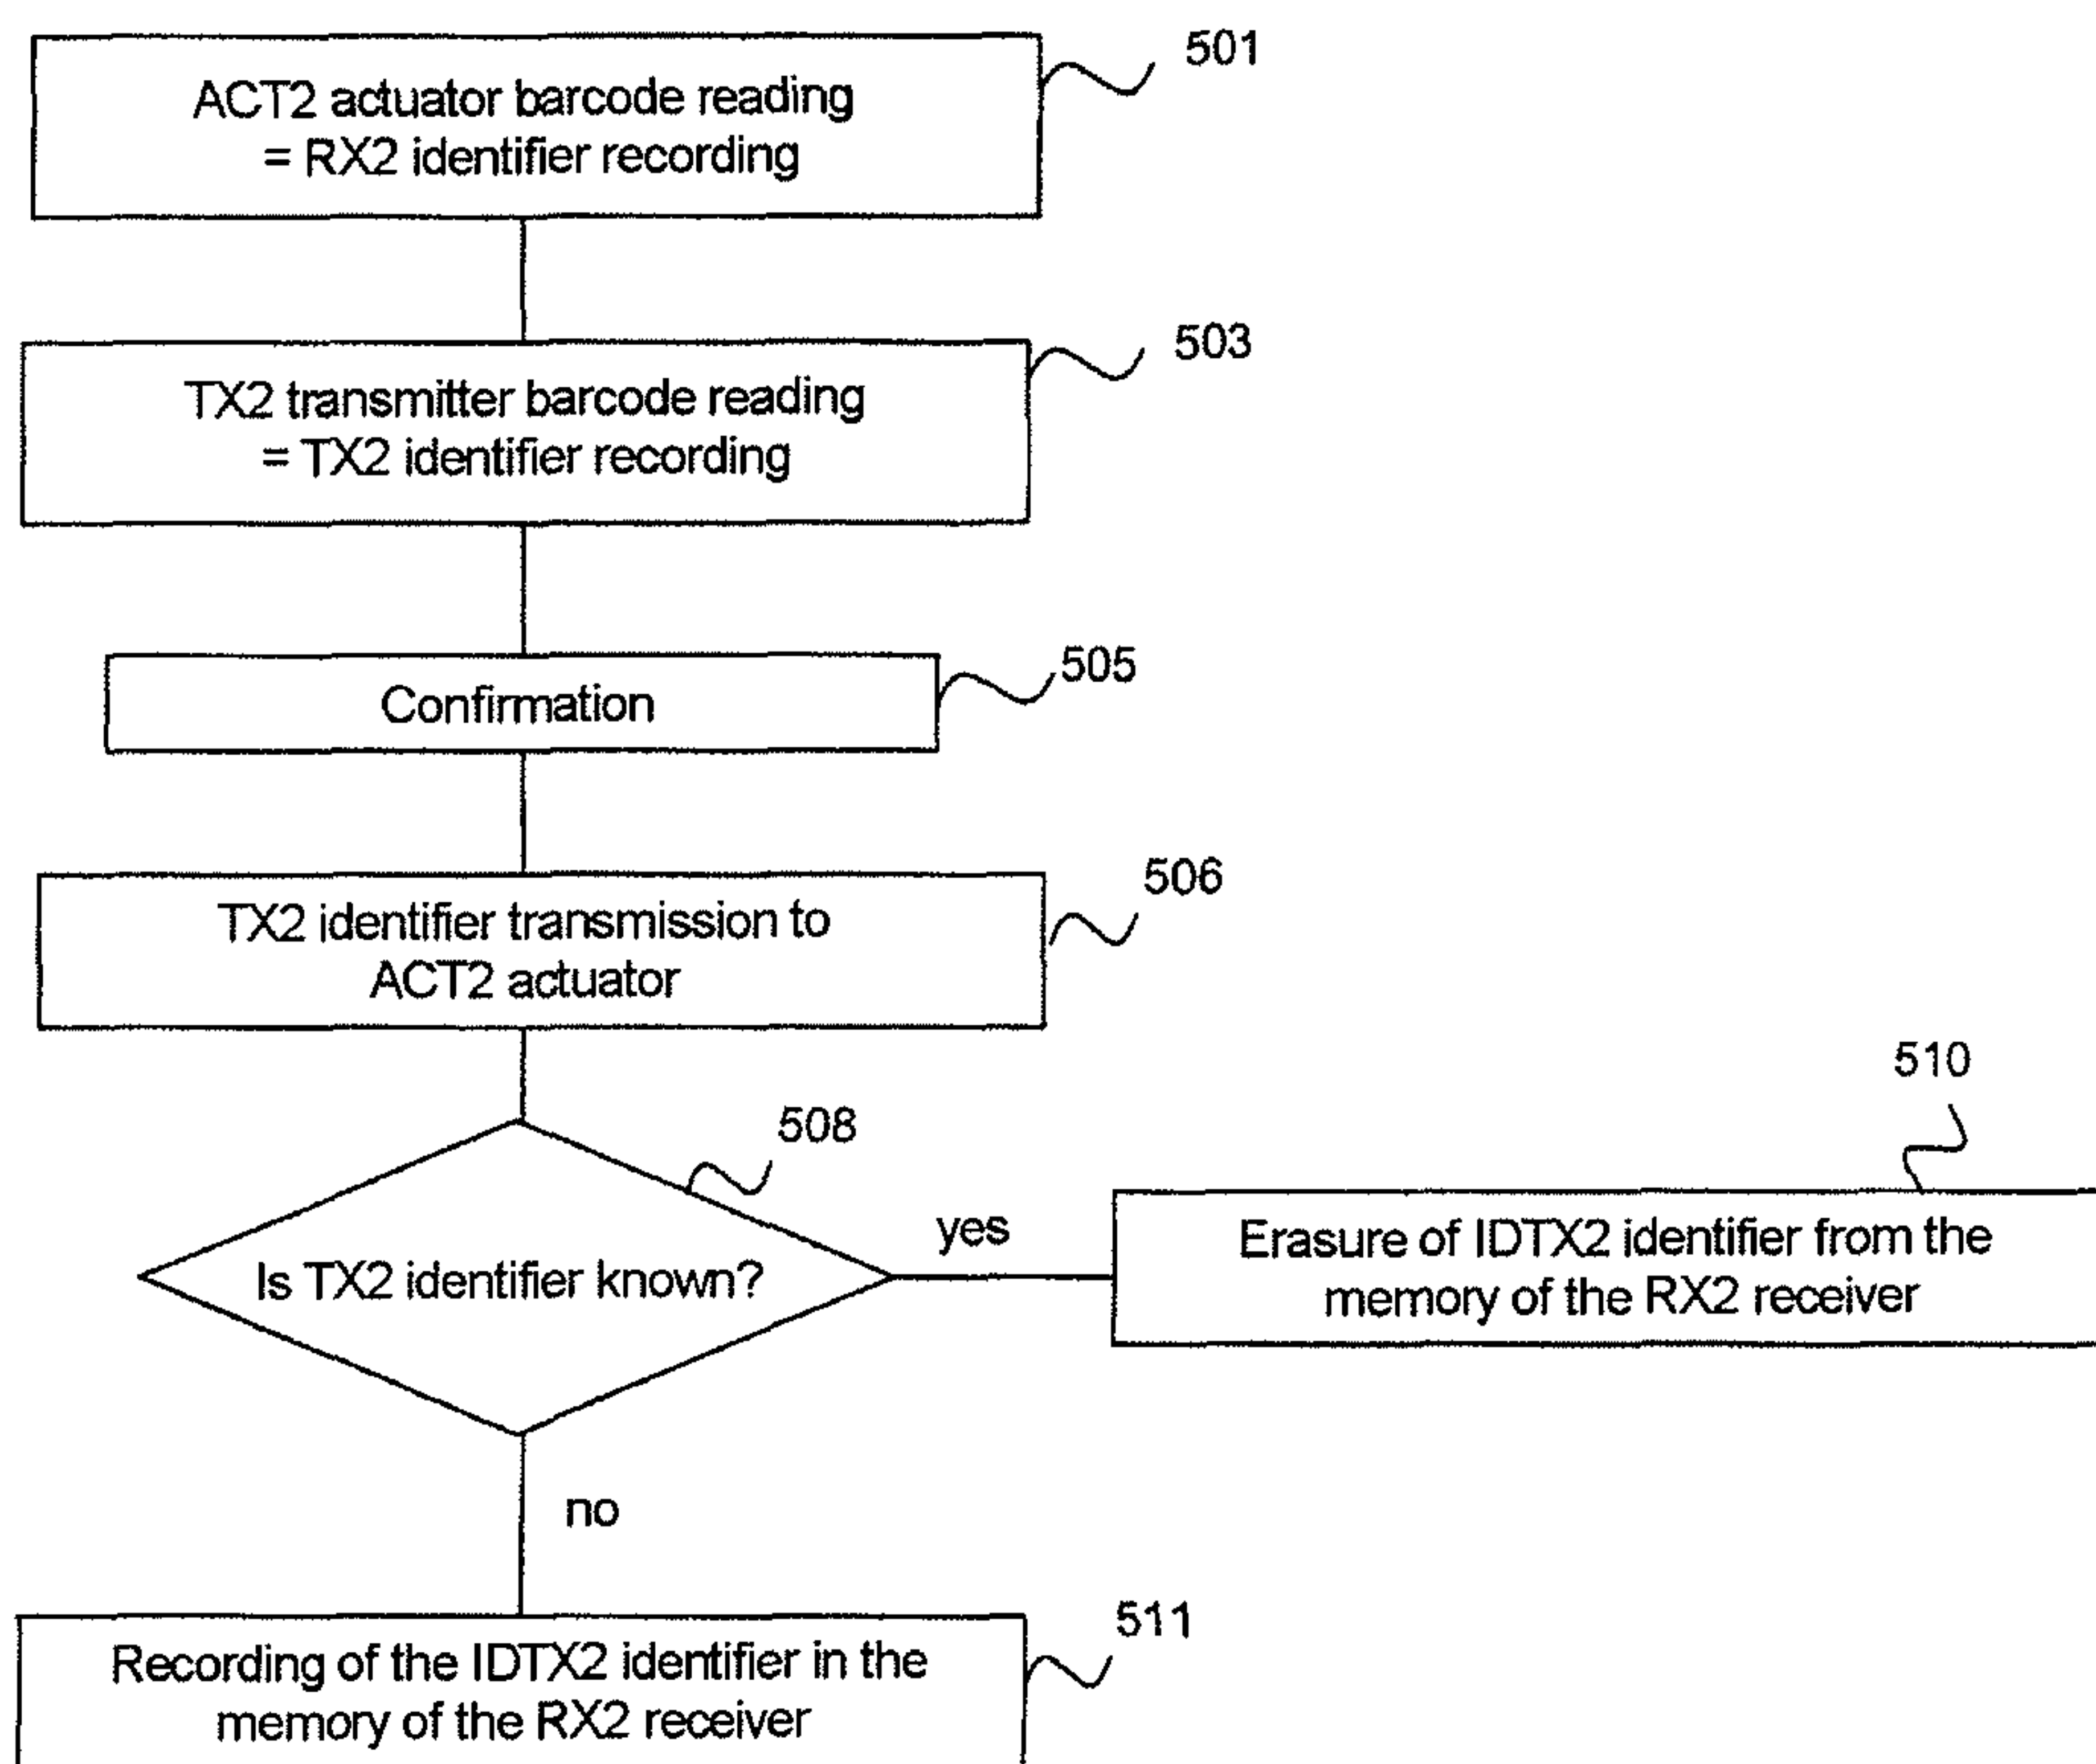 501
ACT2 actuator barcode reading
= RX2 identifier recording
503
TX2 transmitter barcode reading
= TX2 identifier recording
505
Confirmation
506
TX2 identifier transmission to
ACT2 actuator
508
Is TX2 identifier known?
yes
510
Erasure of IDTX2 identifier from the
memory of the RX2 receiver
no
511
Recording of the IDTX2 identifier in the
memory of the RX2 receiver